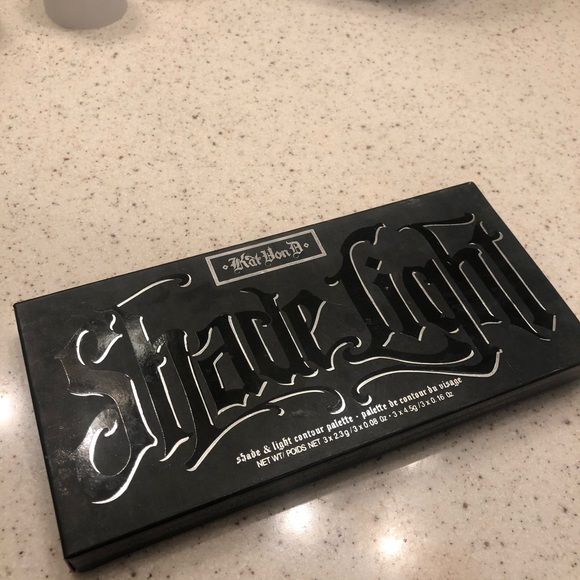 • Kat Von D •
Shade Light
shade & light contour palette • palette de contour du visage
NET WT/ POIDS NET 3 x 2.3 g / 3 x 0.08 Oz • 3 x 4.5g / 3 x 0.16 Oz